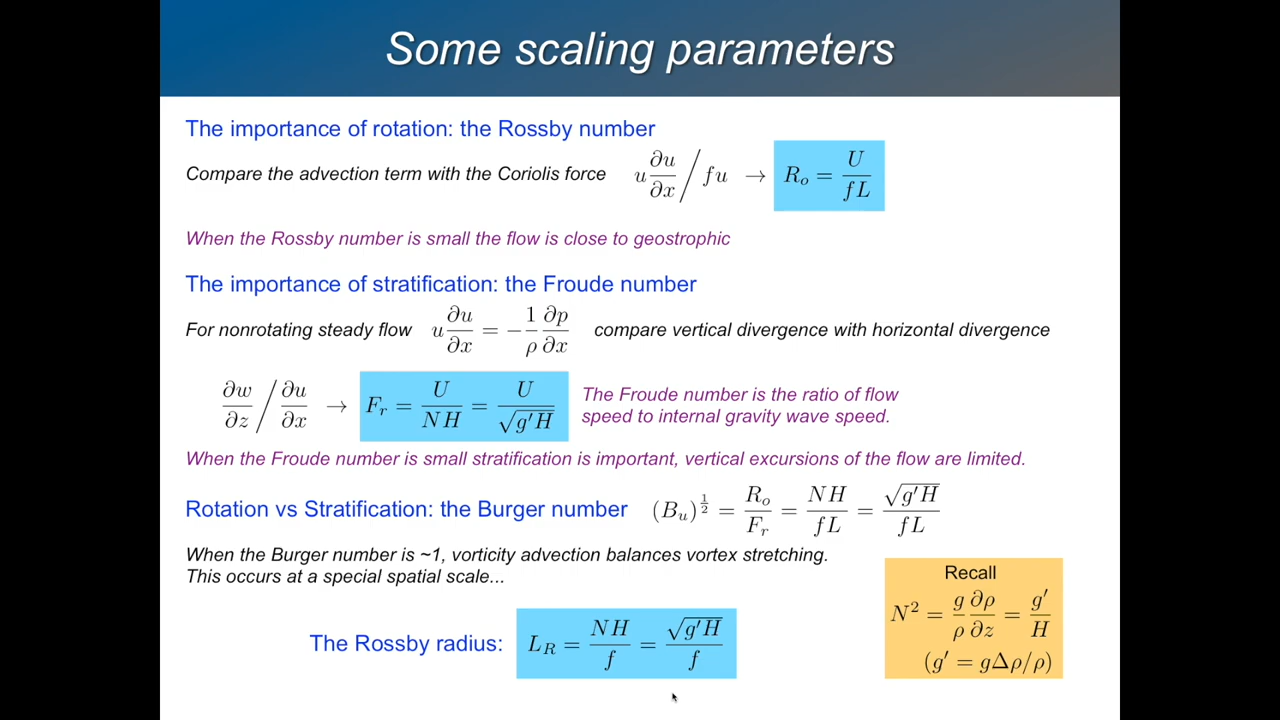 Some scaling parameters
The importance of rotation: the Rossby number
Compare the advection term with the Coriolis force u ∂u/∂x / fu → R_o = U/fL
When the Rossby number is small the flow is close to geostrophic
The importance of stratification: the Froude number
For nonrotating steady flow u ∂u/∂x = − 1/ρ ∂p/∂x compare vertical divergence with horizontal divergence
∂w/∂z / ∂u/∂x → F_r = U/NH = U/√(g′H)
The Froude number is the ratio of flow
speed to internal gravity wave speed.
When the Froude number is small stratification is important, vertical excursions of the flow are limited.
Rotation vs Stratification: the Burger number (B_u)^(1/2) = R_o/F_r = NH/fL = √(g′H)/fL
When the Burger number is ~1, vorticity advection balances vortex stretching.
This occurs at a special spatial scale...
The Rossby radius: L_R = NH/f = √(g′H)/f
Recall
N² = g/ρ ∂ρ/∂z = g′/H
(g′ = gΔρ/ρ)